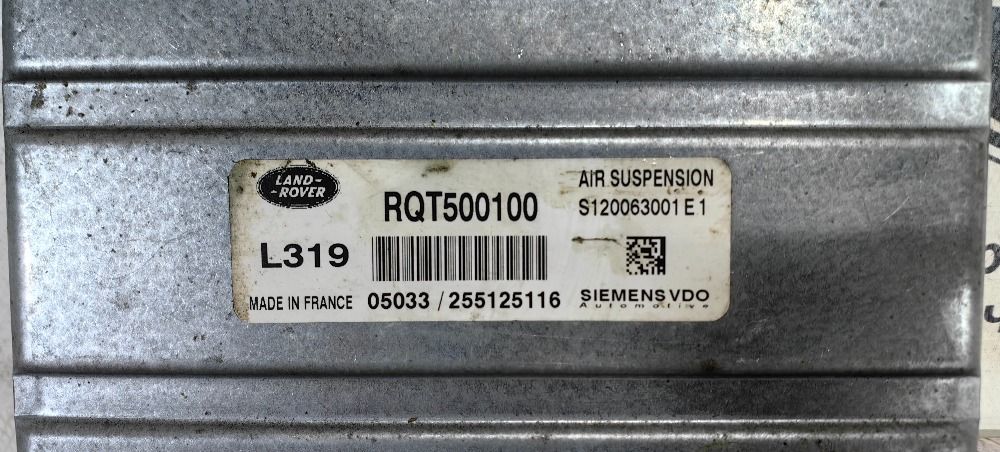 LAND-
-ROVER
RQT500100
AIR SUSPENSION
S120063001 E 1
L319
MADE IN FRANCE
05033 / 255125116
SIEMENS VDO
Automotive